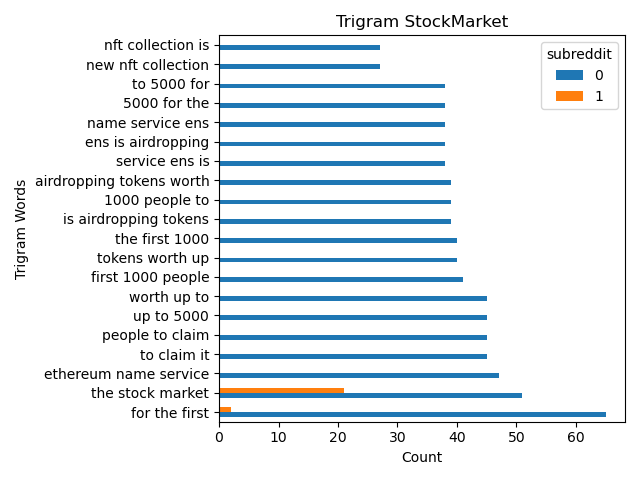 Trigram StockMarket
subreddit
0
1
Trigram Words
nft collection is
new nft collection
to 5000 for
5000 for the
name service ens
ens is airdropping
service ens is
airdropping tokens worth
1000 people to
is airdropping tokens
the first 1000
tokens worth up
first 1000 people
worth up to
up to 5000
people to claim
to claim it
ethereum name service
the stock market
for the first
0 10 20 30 40 50 60
Count